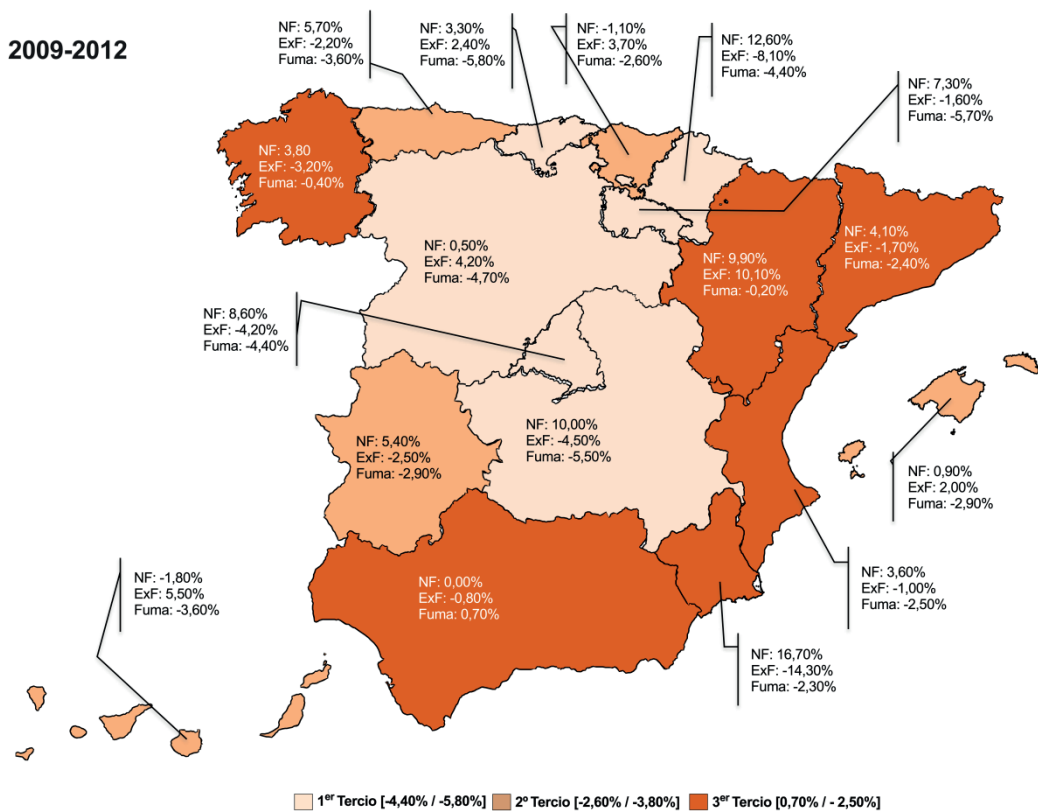 2009-2012
NF: 5,70%
ExF: -2,20%
Fuma: -3,60%
NF: 3,30%
ExF: 2,40%
Fuma: -5,80%
NF: -1,10%
ExF: 3,70%
Fuma: -2,60%
NF: 12,60%
ExF: -8,10%
Fuma: -4,40%
NF: 7,30%
ExF: -1,60%
Fuma: -5,70%
NF: 3,80
ExF: -3,20%
Fuma: -0,40%
NF: 0,50%
ExF: 4,20%
Fuma: -4,70%
NF: 9,90%
ExF: 10,10%
Fuma: -0,20%
NF: 4,10%
ExF: -1,70%
Fuma: -2,40%
NF: 8,60%
ExF: -4,20%
Fuma: -4,40%
NF: 5,40%
ExF: -2,50%
Fuma: -2,90%
NF: 10,00%
ExF: -4,50%
Fuma: -5,50%
NF: 0,90%
ExF: 2,00%
Fuma: -2,90%
NF: -1,80%
ExF: 5,50%
Fuma: -3,60%
NF: 0,00%
ExF: -0,80%
Fuma: 0,70%
NF: 3,60%
ExF: -1,00%
Fuma: -2,50%
NF: 16,70%
ExF: -14,30%
Fuma: -2,30%
1er Tercio [-4,40% / -5,80%] 2º Tercio [-2,60% / -3,80%] 3er Tercio [0,70% / - 2,50%]